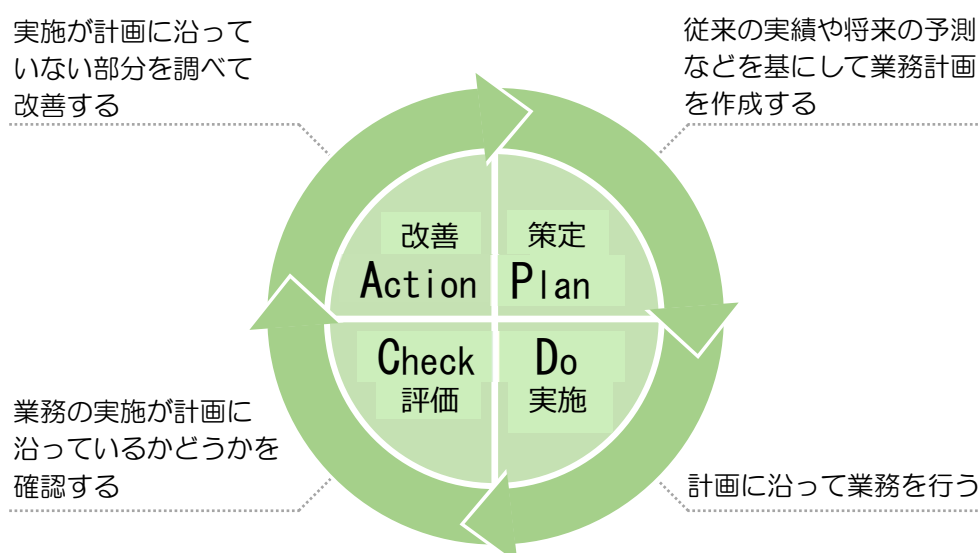 実施が計画に沿って
いない部分を調べて
改善する
従来の実績や将来の予測
などを基にして業務計画
を作成する
改善
Action
策定
Plan
Check
評価
Do
実施
業務の実施が計画に
沿っているかどうかを
確認する
計画に沿って業務を行う